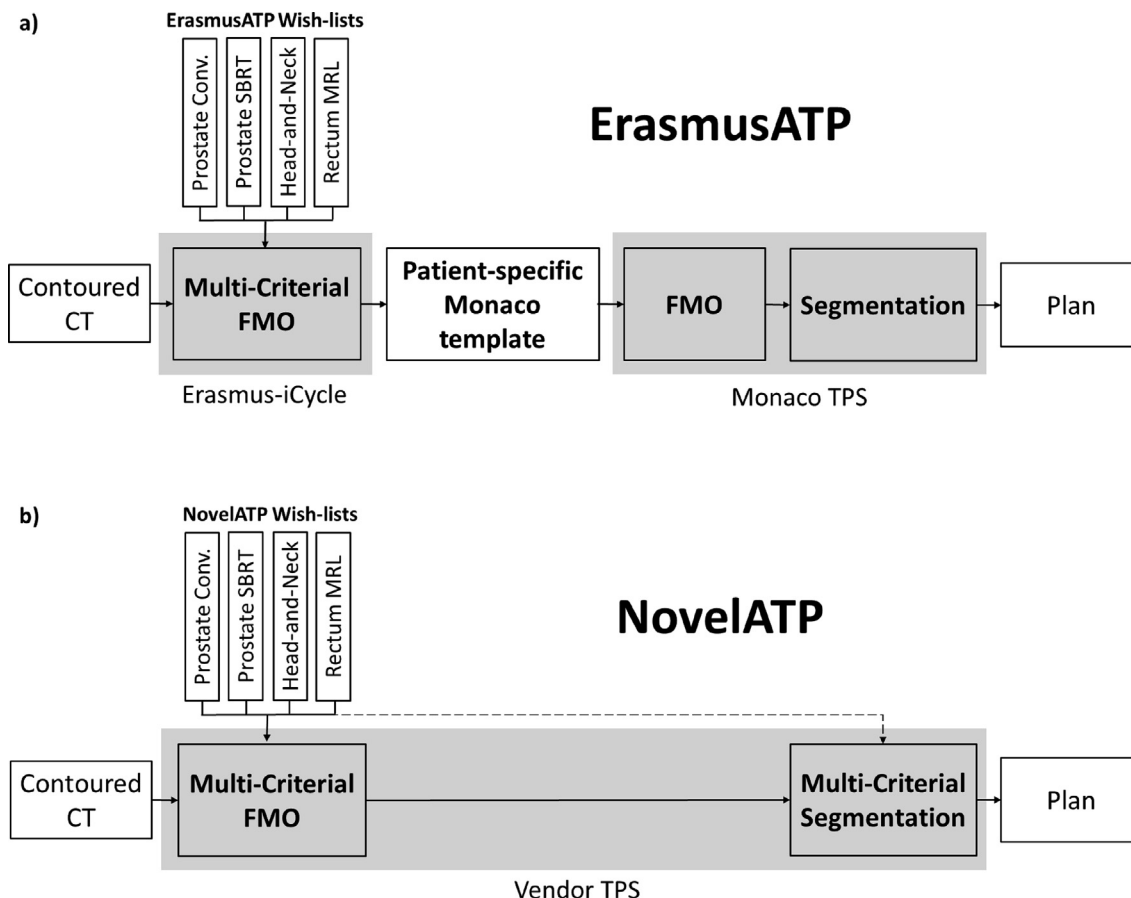 a)
ErasmusATP Wish-lists
Prostate Conv.
Prostate SBRT
Head-and-Neck
Rectum MRL
ErasmusATP
Contoured
CT
Multi-Criterial
FMO
Patient-specific
Monaco
template
FMO
Segmentation
Plan
Erasmus-iCycle
Monaco TPS
b)
NovelATP Wish-lists
Prostate Conv.
Prostate SBRT
Head-and-Neck
Rectum MRL
NovelATP
Contoured
CT
Multi-Criterial
FMO
Multi-Criterial
Segmentation
Plan
Vendor TPS